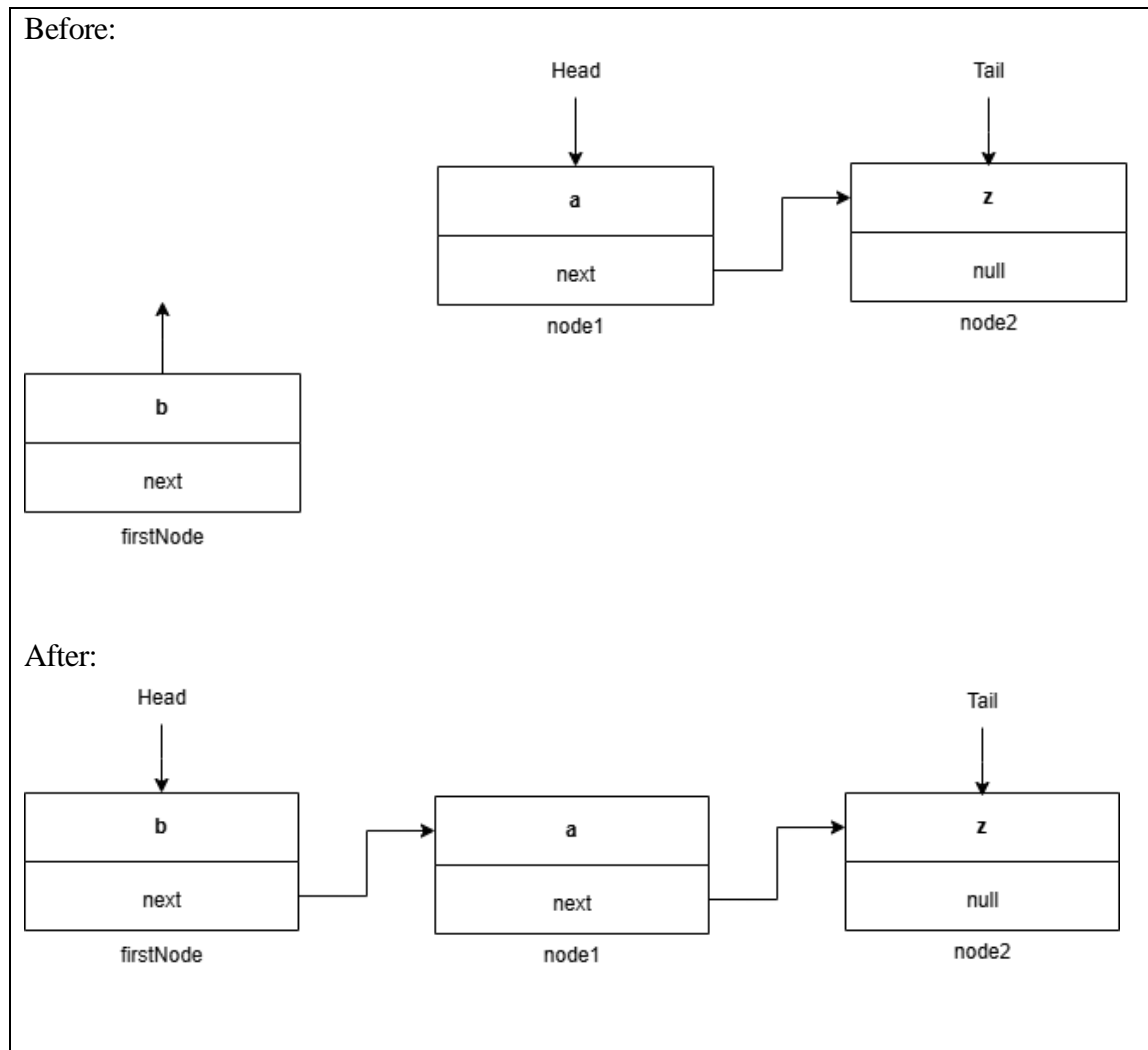 Before:
Head Tail
a z
next null
node1 node2
b
next
firstNode
After:
Head Tail
b a z
next next null
firstNode node1 node2